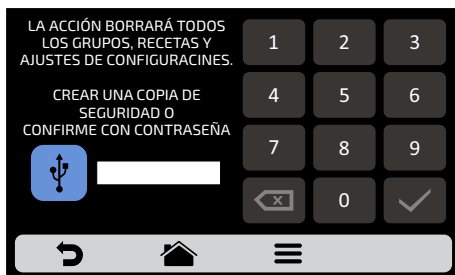 LA ACCIÓN BORRARÁ TODOS
LOS GRUPOS, RECETAS Y
AJUSTES DE CONFIGURACINES.
CREAR UNA COPIA DE
SEGURIDAD O
CONFIRME CON CONTRASEÑA
1 2 3
4 5 6
7 8 9
0